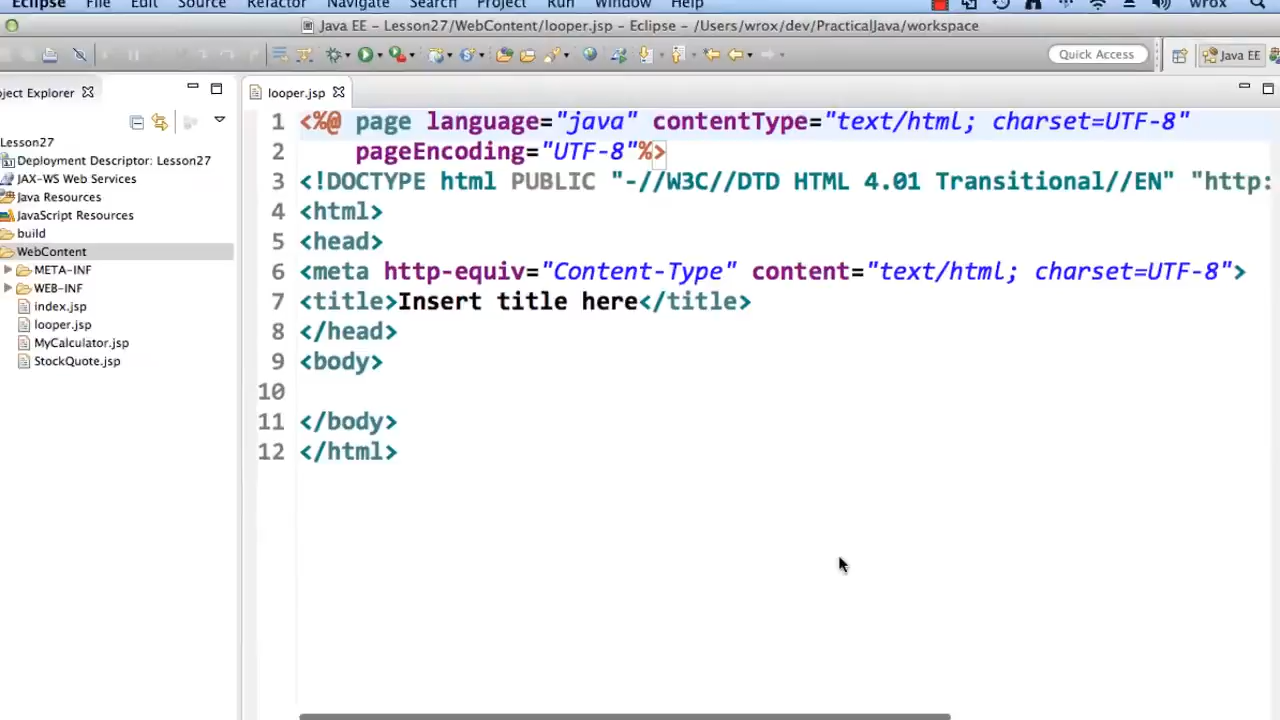 Eclipse File Edit Source Refactor Navigate Search Project Run Window Help wrox
Java EE – Lesson27/WebContent/looper.jsp – Eclipse – /Users/wrox/dev/PracticalJava/workspace
Quick Access Java EE
oject Explorer looper.jsp
Lesson27
Deployment Descriptor: Lesson27
JAX-WS Web Services
Java Resources
JavaScript Resources
build
WebContent
META-INF
WEB-INF
index.jsp
looper.jsp
MyCalculator.jsp
StockQuote.jsp
1 <%@ page language="java" contentType="text/html; charset=UTF-8"
2 pageEncoding="UTF-8"%>
3 <!DOCTYPE html PUBLIC "-//W3C//DTD HTML 4.01 Transitional//EN" "http:
4 <html>
5 <head>
6 <meta http-equiv="Content-Type" content="text/html; charset=UTF-8">
7 <title>Insert title here</title>
8 </head>
9 <body>
10
11 </body>
12 </html>